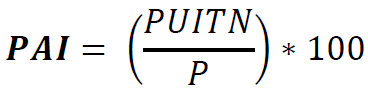 PAI = (PUITN / P) * 100